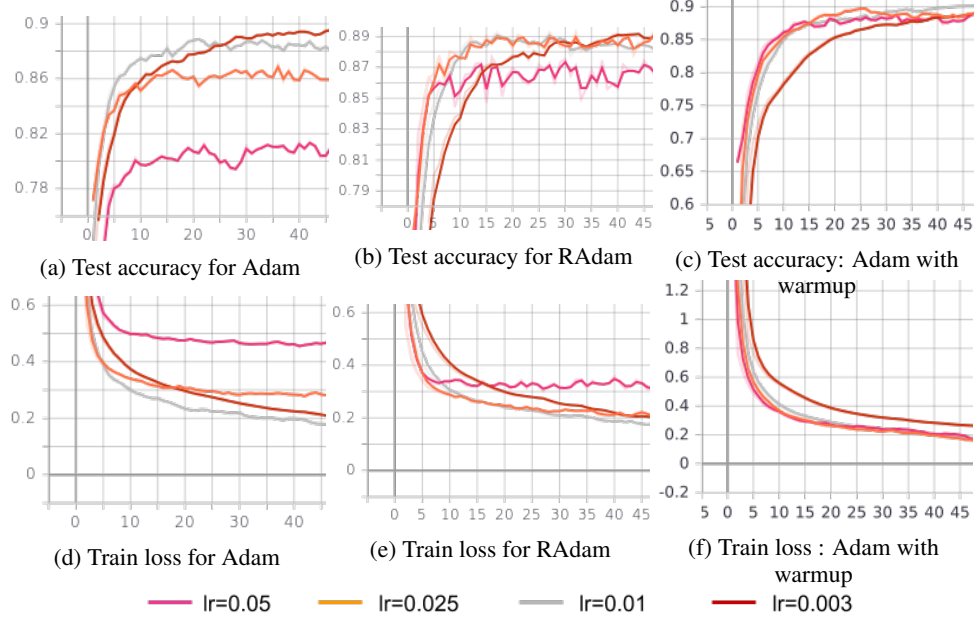 0.9
0.86
0.82
0.78
0 10 20 30 40
(a) Test accuracy for Adam
0.89
0.87
0.85
0.83
0.81
0.79
0 5 10 15 20 25 30 35 40 45
(b) Test accuracy for RAdam
0.9
0.85
0.8
0.75
0.7
0.65
0.6
5 0 5 10 15 20 25 30 35 40 45
(c) Test accuracy: Adam with
warmup
0.6
0.4
0.2
0
0 10 20 30 40
(d) Train loss for Adam
0.6
0.4
0.2
0
0 5 10 15 20 25 30 35 40 45
(e) Train loss for RAdam
1.2
1
0.8
0.6
0.4
0.2
0
-0.2
5 0 5 10 15 20 25 30 35 40 45
(f) Train loss : Adam with
warmup
lr=0.05 lr=0.025 lr=0.01 lr=0.003